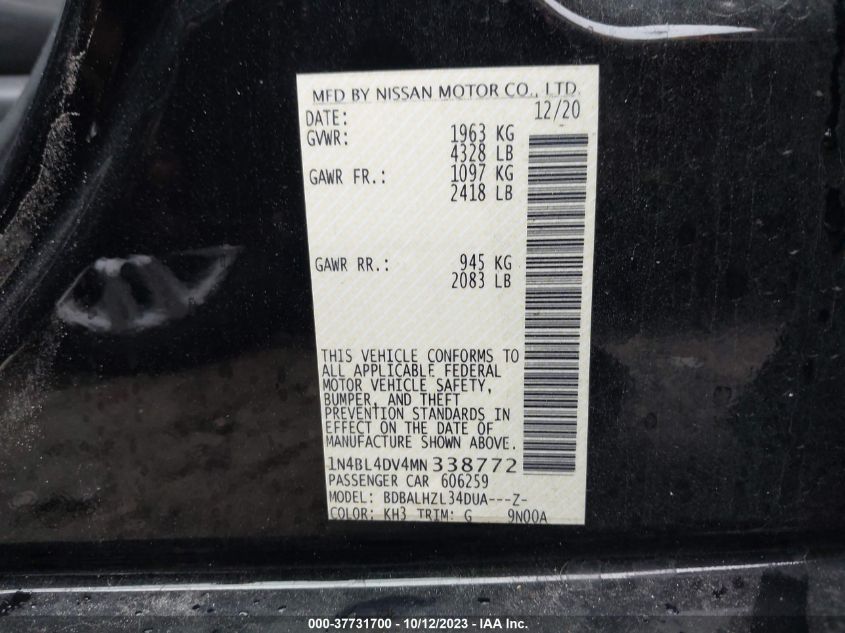 MFD BY NISSAN MOTOR CO., LTD.
DATE: 12/20
GVWR: 1963 KG
4328 LB
GAWR FR.: 1097 KG
2418 LB
GAWR RR.: 945 KG
2083 LB
THIS VEHICLE CONFORMS TO
ALL APPLICABLE FEDERAL
MOTOR VEHICLE SAFETY,
BUMPER, AND THEFT
PREVENTION STANDARDS IN
EFFECT ON THE DATE OF
MANUFACTURE SHOWN ABOVE.
1N4BL4DV4MN338772
PASSENGER CAR 606259
MODEL: BDBALHZL34DUA---Z-
COLOR: KH3 TRIM: G 9N00A
000-37731700 - 10/12/2023 - IAA Inc.